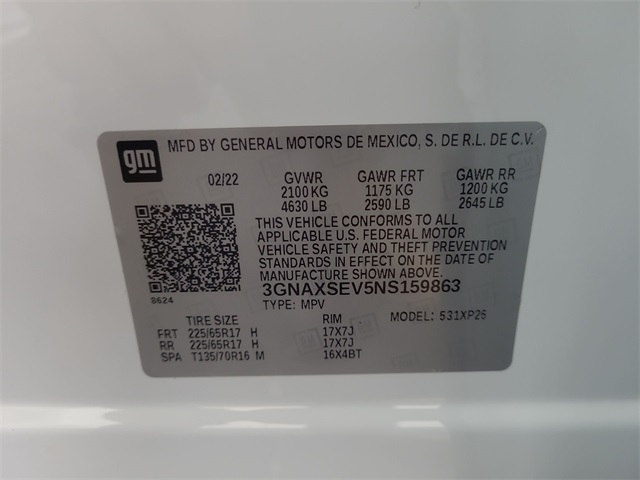 gm
MFD BY GENERAL MOTORS DE MEXICO, S. DE R.L. DE C.V.
02/22 GVWR GAWR FRT GAWR RR
2100 KG 1175 KG 1200 KG
4630 LB 2590 LB 2645 LB
THIS VEHICLE CONFORMS TO ALL
APPLICABLE U.S. FEDERAL MOTOR
VEHICLE SAFETY AND THEFT PREVENTION
STANDARDS IN EFFECT ON THE DATE OF
MANUFACTURE SHOWN ABOVE.
8624
3GNAXSEV5NS159863
TYPE: MPV
TIRE SIZE RIM MODEL: 531XP26
FRT 225/65R17 H 17X7J
RR 225/65R17 H 17X7J
SPA T135/70R16 M 16X4BT